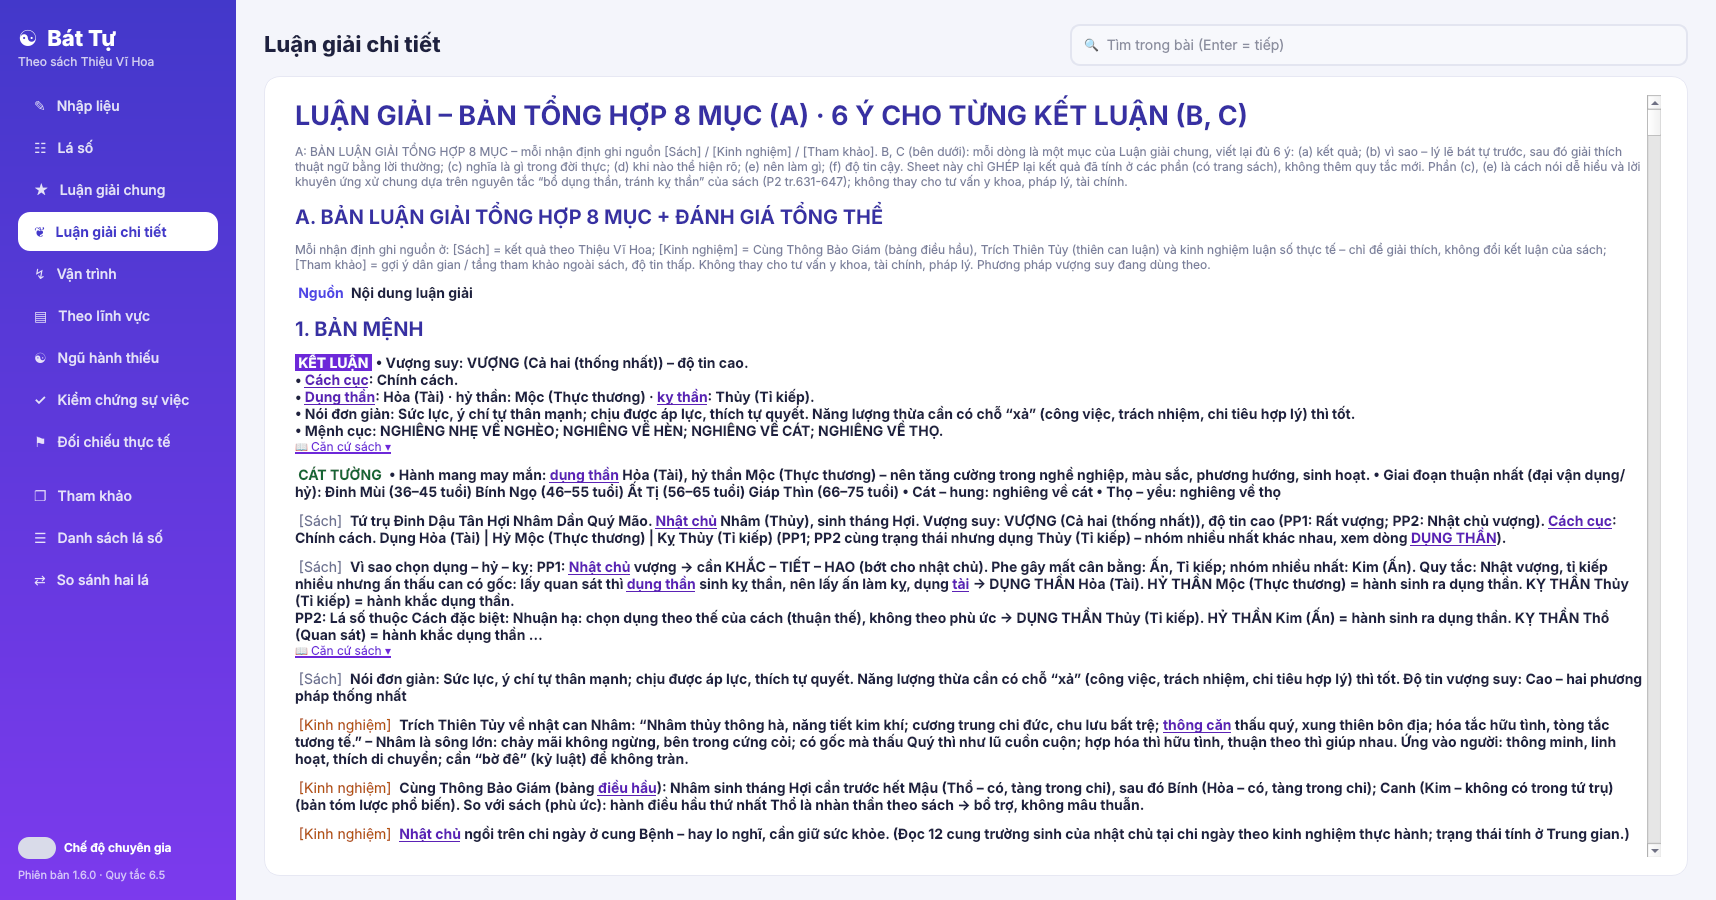 ☯ Bát Tự
Theo sách Thiệu Vĩ Hoa
Nhập liệu
Lá số
Luận giải chung
Luận giải chi tiết
Vận trình
Theo lĩnh vực
Ngũ hành thiếu
Kiểm chứng sự việc
Đối chiếu thực tế
Tham khảo
Danh sách lá số
So sánh hai lá
Chế độ chuyên gia
Phiên bản 1.6.0 · Quy tắc 6.5
Luận giải chi tiết
Tìm trong bài (Enter = tiếp)
LUẬN GIẢI – BẢN TỔNG HỢP 8 MỤC (A) · 6 Ý CHO TỪNG KẾT LUẬN (B, C)
A: BẢN LUẬN GIẢI TỔNG HỢP 8 MỤC – mỗi nhận định ghi nguồn [Sách] / [Kinh nghiệm] / [Tham khảo]. B, C (bên dưới): mỗi dòng là một mục của Luận giải chung, viết lại đủ 6 ý: (a) kết quả; (b) vì sao – lý lẽ bát tự trước, sau đó giải thích
thuật ngữ bằng lời thường; (c) nghĩa là gì trong đời thực; (d) khi nào thể hiện rõ; (e) nên làm gì; (f) độ tin cậy. Sheet này chỉ GHÉP lại kết quả đã tính ở các phần (có trang sách), không thêm quy tắc mới. Phần (c), (e) là cách nói dễ hiểu và lời
khuyên ứng xử chung dựa trên nguyên tắc “bổ dụng thần, tránh kỵ thần” của sách (P2 tr.631-647); không thay cho tư vấn y khoa, pháp lý, tài chính.
A. BẢN LUẬN GIẢI TỔNG HỢP 8 MỤC + ĐÁNH GIÁ TỔNG THỂ
Mỗi nhận định ghi nguồn ở: [Sách] = kết quả theo Thiệu Vĩ Hoa; [Kinh nghiệm] = Cùng Thông Bảo Giám (bảng điều hầu), Trích Thiên Tủy (thiên can luận) và kinh nghiệm luận số thực tế – chỉ để giải thích, không đổi kết luận của sách;
[Tham khảo] = gợi ý dân gian / tầng tham khảo ngoài sách, độ tin thấp. Không thay cho tư vấn y khoa, tài chính, pháp lý. Phương pháp vượng suy đang dùng theo.
Nguồn Nội dung luận giải
1. BẢN MỆNH
KẾT LUẬN • Vượng suy: VƯỢNG (Cả hai (thống nhất)) – độ tin cao.
• Cách cục: Chính cách.
• Dụng thần: Hỏa (Tài) · hỷ thần: Mộc (Thực thương) · kỵ thần: Thủy (Tỉ kiếp).
• Nói đơn giản: Sức lực, ý chí tự thân mạnh; chịu được áp lực, thích tự quyết. Năng lượng thừa cần có chỗ “xả” (công việc, trách nhiệm, chi tiêu hợp lý) thì tốt.
• Mệnh cục: NGHIÊNG NHẸ VỀ NGHÈO; NGHIÊNG VỀ HÈN; NGHIÊNG VỀ CÁT; NGHIÊNG VỀ THỌ.
📖 Căn cứ sách ▾
CÁT TƯỜNG • Hành mang may mắn: dụng thần Hỏa (Tài), hỷ thần Mộc (Thực thương) – nên tăng cường trong nghề nghiệp, màu sắc, phương hướng, sinh hoạt. • Giai đoạn thuận nhất (đại vận dụng/
hỷ): Đinh Mùi (36–45 tuổi) Bính Ngọ (46–55 tuổi) Ất Tị (56–65 tuổi) Giáp Thìn (66–75 tuổi) • Cát – hung: nghiêng về cát • Thọ – yểu: nghiêng về thọ
[Sách] Tứ trụ Đinh Dậu Tân Hợi Nhâm Dần Quý Mão. Nhật chủ Nhâm (Thủy), sinh tháng Hợi. Vượng suy: VƯỢNG (Cả hai (thống nhất)), độ tin cao (PP1: Rất vượng; PP2: Nhật chủ vượng). Cách cục:
Chính cách. Dụng Hỏa (Tài) | Hỷ Mộc (Thực thương) | Kỵ Thủy (Tỉ kiếp) (PP1; PP2 cùng trạng thái nhưng dụng Thủy (Tỉ kiếp) – nhóm nhiều nhất khác nhau, xem dòng DỤNG THẦN).
[Sách] Vì sao chọn dụng – hỷ – kỵ: PP1: Nhật chủ vượng → cần KHẮC – TIẾT – HAO (bớt cho nhật chủ). Phe gây mất cân bằng: Ấn, Tỉ kiếp; nhóm nhiều nhất: Kim (Ấn). Quy tắc: Nhật vượng, tỉ kiếp
nhiều nhưng ấn thấu can có gốc: lấy quan sát thì dụng thần sinh kỵ thần, nên lấy ấn làm kỵ, dụng tài → DỤNG THẦN Hỏa (Tài). HỶ THẦN Mộc (Thực thương) = hành sinh ra dụng thần. KỴ THẦN Thủy
(Tỉ kiếp) = hành khắc dụng thần.
PP2: Lá số thuộc Cách đặc biệt: Nhuận hạ: chọn dụng theo thế của cách (thuận thế), không theo phù ức → DỤNG THẦN Thủy (Tỉ kiếp). HỶ THẦN Kim (Ấn) = hành sinh ra dụng thần. KỴ THẦN Thổ
(Quan sát) = hành khắc dụng thần ...
📖 Căn cứ sách ▾
[Sách] Nói đơn giản: Sức lực, ý chí tự thân mạnh; chịu được áp lực, thích tự quyết. Năng lượng thừa cần có chỗ “xả” (công việc, trách nhiệm, chi tiêu hợp lý) thì tốt. Độ tin vượng suy: Cao – hai phương
pháp thống nhất
[Kinh nghiệm] Trích Thiên Tủy về nhật can Nhâm: “Nhâm thủy thông hà, năng tiết kim khí; cương trung chi đức, chu lưu bất trệ; thông căn thấu quý, xung thiên bôn địa; hóa tắc hữu tình, tòng tắc
tương tế.” – Nhâm là sông lớn: chảy mãi không ngừng, bên trong cứng cỏi; có gốc mà thấu Quý thì như lũ cuồn cuộn; hợp hóa thì hữu tình, thuận theo thì giúp nhau. Ứng vào người: thông minh, linh
hoạt, thích di chuyển; cần “bờ đê” (kỷ luật) để không tràn.
[Kinh nghiệm] Cùng Thông Bảo Giám (bảng điều hầu): Nhâm sinh tháng Hợi cần trước hết Mậu (Thổ – có, tàng trong chi), sau đó Bính (Hỏa – có, tàng trong chi); Canh (Kim – không có trong tứ trụ)
(bản tóm lược phổ biến). So với sách (phù ức): hành điều hầu thứ nhất Thổ là nhàn thần theo sách → bổ trợ, không mâu thuẫn.
[Kinh nghiệm] Nhật chủ ngồi trên chi ngày ở cung Bệnh – hay lo nghĩ, cần giữ sức khỏe. (Đọc 12 cung trường sinh của nhật chủ tại chi ngày theo kinh nghiệm thực hành; trạng thái tính ở Trung gian.)